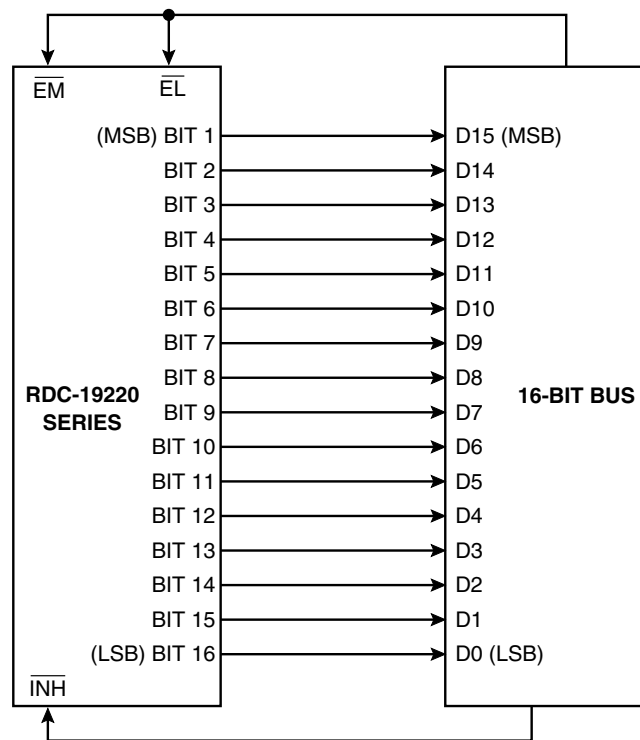 E̅M̅ E̅L̅
(MSB) BIT 1 D15 (MSB)
BIT 2 D14
BIT 3 D13
BIT 4 D12
BIT 5 D11
BIT 6 D10
BIT 7 D9
BIT 8 D8
RDC-19220
SERIES
16-BIT BUS
BIT 9 D7
BIT 10 D6
BIT 11 D5
BIT 12 D4
BIT 13 D3
BIT 14 D2
BIT 15 D1
(LSB) BIT 16 D0 (LSB)
I̅N̅H̅